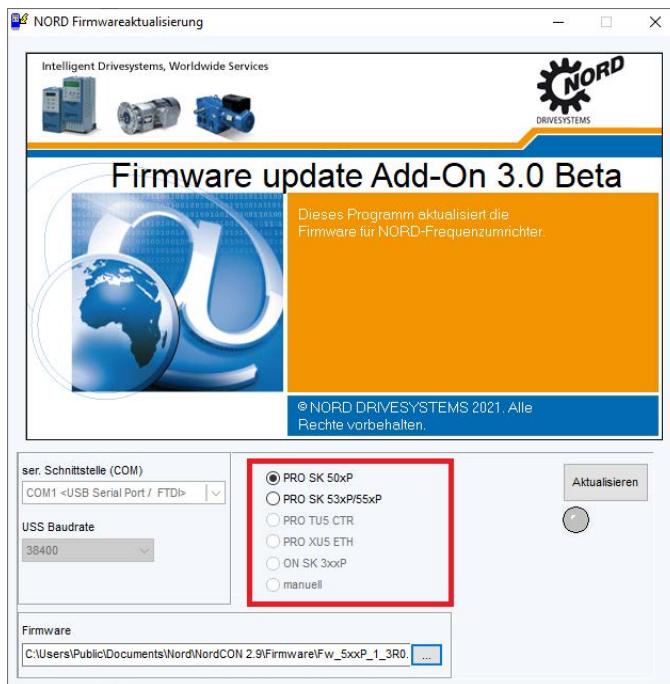 NORD Firmwareaktualisierung
Intelligent Drivesystems, Worldwide Services
NORD
DRIVESYSTEMS
Firmware update Add-On 3.0 Beta
Dieses Programm aktualisiert die
Firmware für NORD-Frequenzumrichter.
© NORD DRIVESYSTEMS 2021. Alle
Rechte vorbehalten.
ser. Schnittstelle (COM)
COM1 <USB Serial Port / FTDI>
USS Baudrate
38400
PRO SK 50xP
PRO SK 53xP/55xP
PRO TU5 CTR
PRO XU5 ETH
ON SK 3xxP
manuell
Aktualisieren
Firmware
C:\Users\Public\Documents\Nord\NordCON 2.9\Firmware\Fw_5xxP_1_3R0. ...